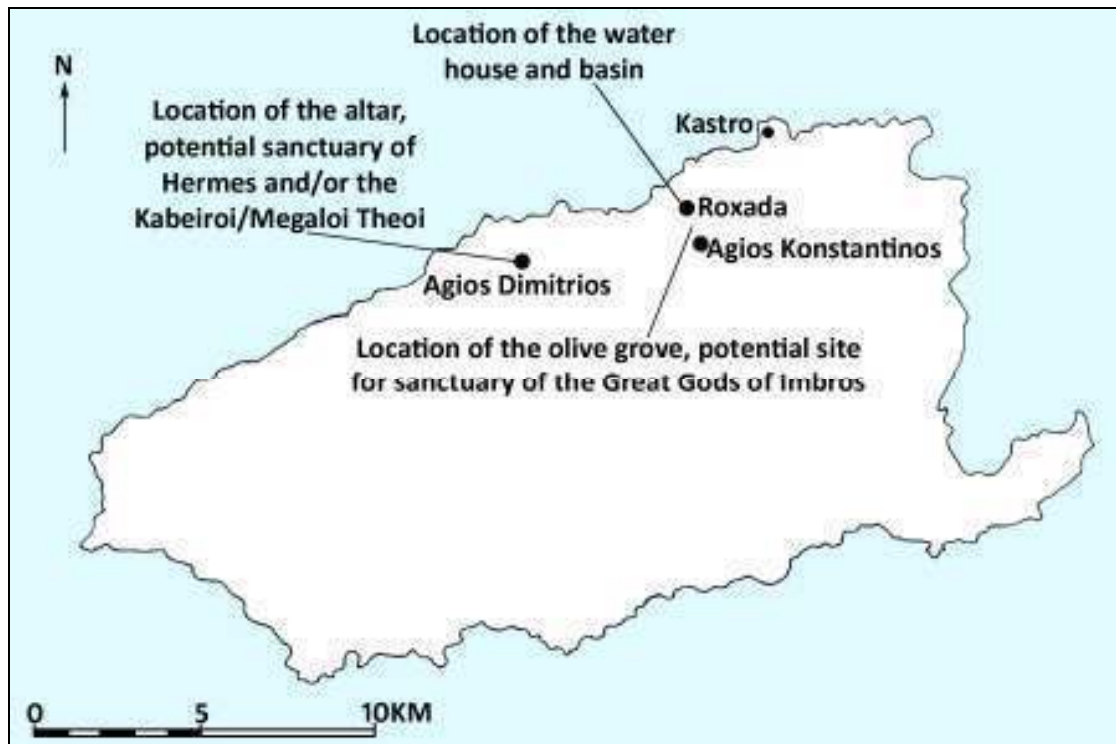 Location of the water
house and basin
N
Location of the altar,
potential sanctuary of
Hermes and/or the
Kabeiroi/Megaloi Theoi
Kastro
Roxada
Agios Konstantinos
Agios Dimitrios
Location of the olive grove, potential site
for sanctuary of the Great Gods of Imbros
0 5 10KM